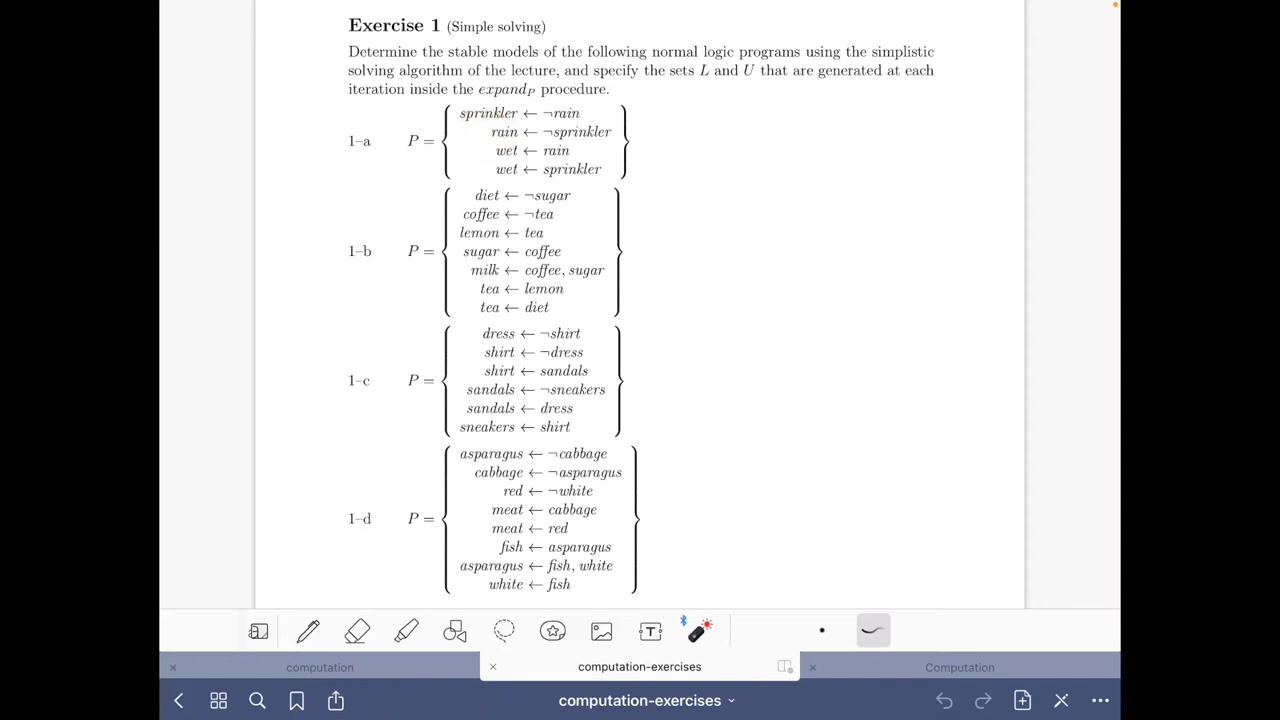 Exercise 1 (Simple solving)
Determine the stable models of the following normal logic programs using the simplistic
solving algorithm of the lecture, and specify the sets L and U that are generated at each
iteration inside the expand_P procedure.
1–a P = { sprinkler ← ¬rain
rain ← ¬sprinkler
wet ← rain
wet ← sprinkler }
1–b P = { diet ← ¬sugar
coffee ← ¬tea
lemon ← tea
sugar ← coffee
milk ← coffee, sugar
tea ← lemon
tea ← diet }
1–c P = { dress ← ¬shirt
shirt ← ¬dress
shirt ← sandals
sandals ← ¬sneakers
sandals ← dress
sneakers ← shirt }
1–d P = { asparagus ← ¬cabbage
cabbage ← ¬asparagus
red ← ¬white
meat ← cabbage
meat ← red
fish ← asparagus
asparagus ← fish, white
white ← fish }
T
computation computation-exercises Computation
computation-exercises